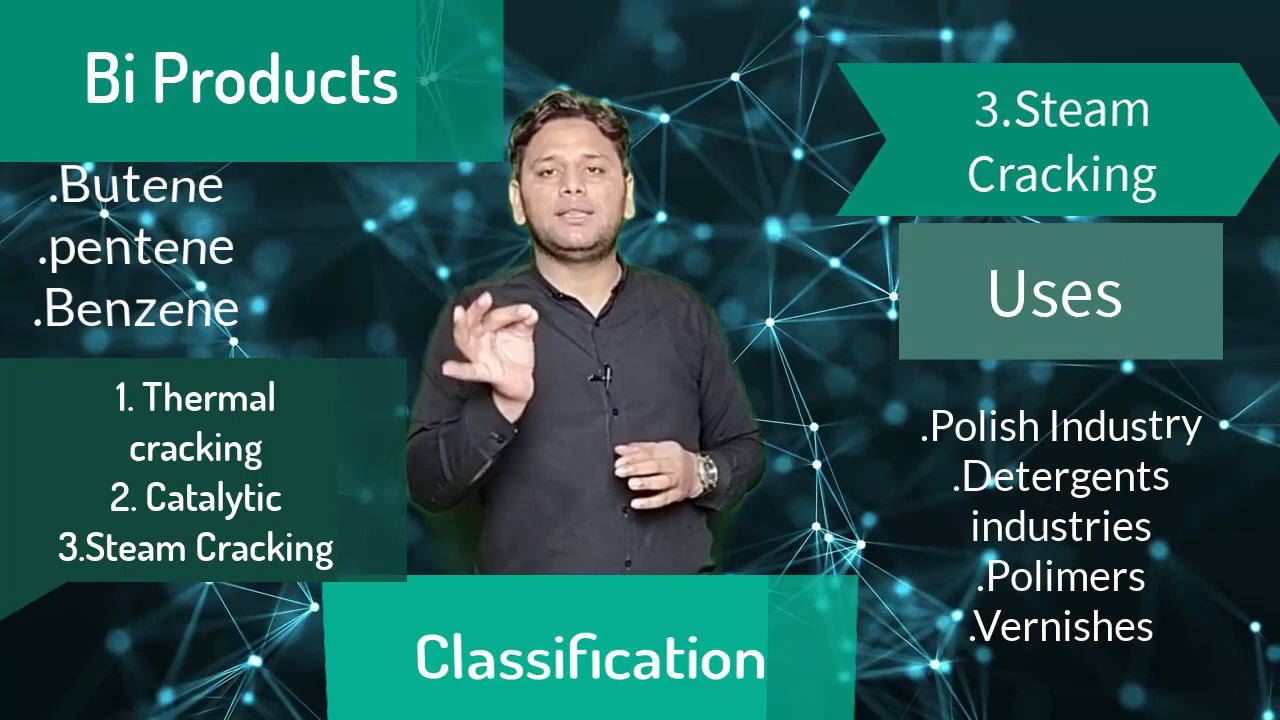 Bi Products
.Butene
.pentene
.Benzene
1. Thermal
cracking
2. Catalytic
3.Steam Cracking
Classification
3.Steam
Cracking
Uses
.Polish Industry
.Detergents
industries
.Polimers
.Vernishes